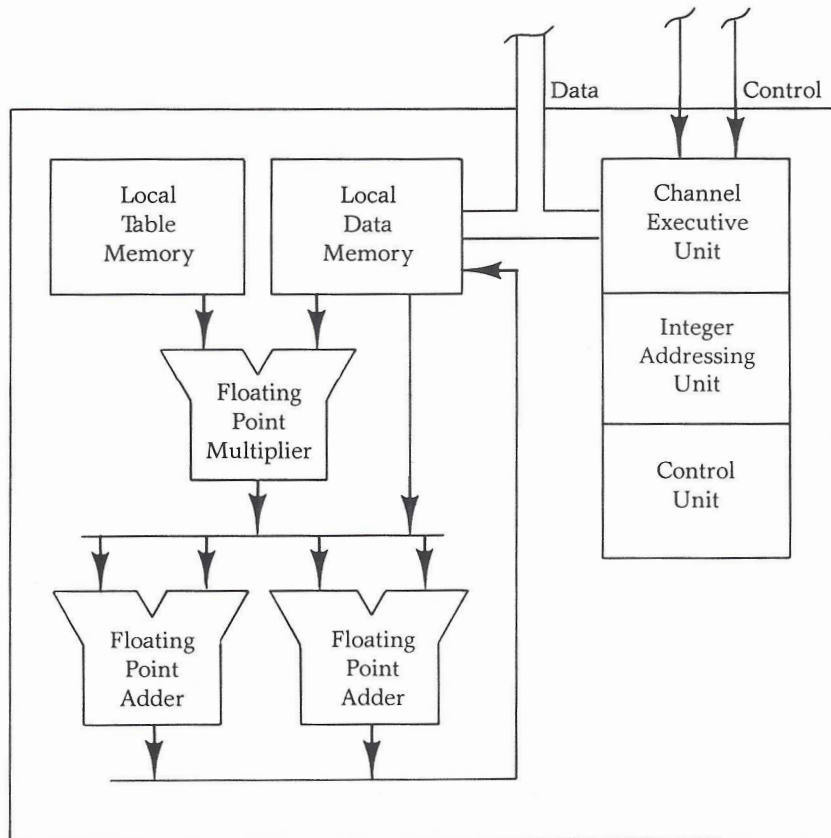 Data
Control
Local
Table
Memory
Local
Data
Memory
Channel
Executive
Unit
Integer
Addressing
Unit
Floating
Point
Multiplier
Control
Unit
Floating
Point
Adder
Floating
Point
Adder